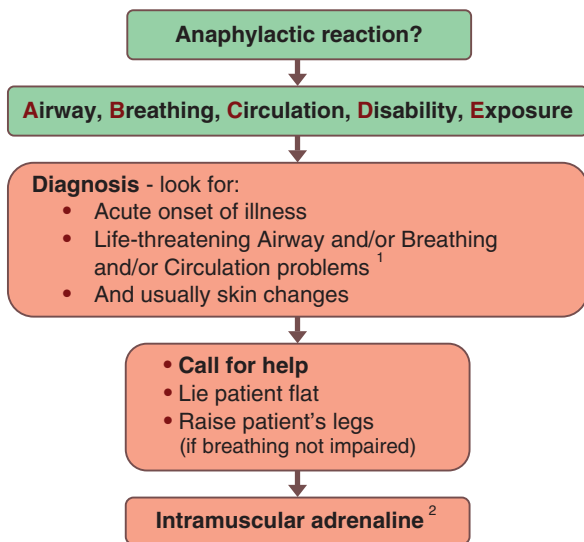 Anaphylactic reaction?
Airway, Breathing, Circulation, Disability, Exposure
Diagnosis - look for:
• Acute onset of illness
• Life-threatening Airway and/or Breathing
and/or Circulation problems 1
• And usually skin changes
• Call for help
• Lie patient flat
• Raise patient's legs
(if breathing not impaired)
Intramuscular adrenaline 2